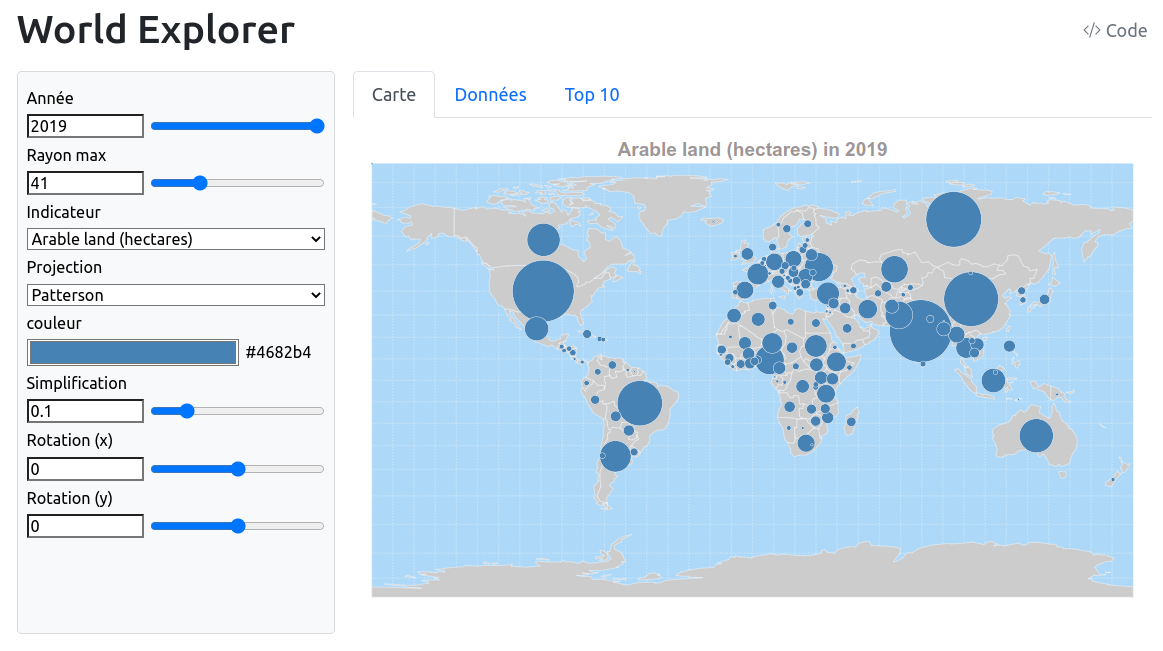 World Explorer
</> Code
Année
2019
Rayon max
41
Indicateur
Arable land (hectares)
Projection
Patterson
couleur
#4682b4
Simplification
0.1
Rotation (x)
0
Rotation (y)
0
Carte Données Top 10
Arable land (hectares) in 2019